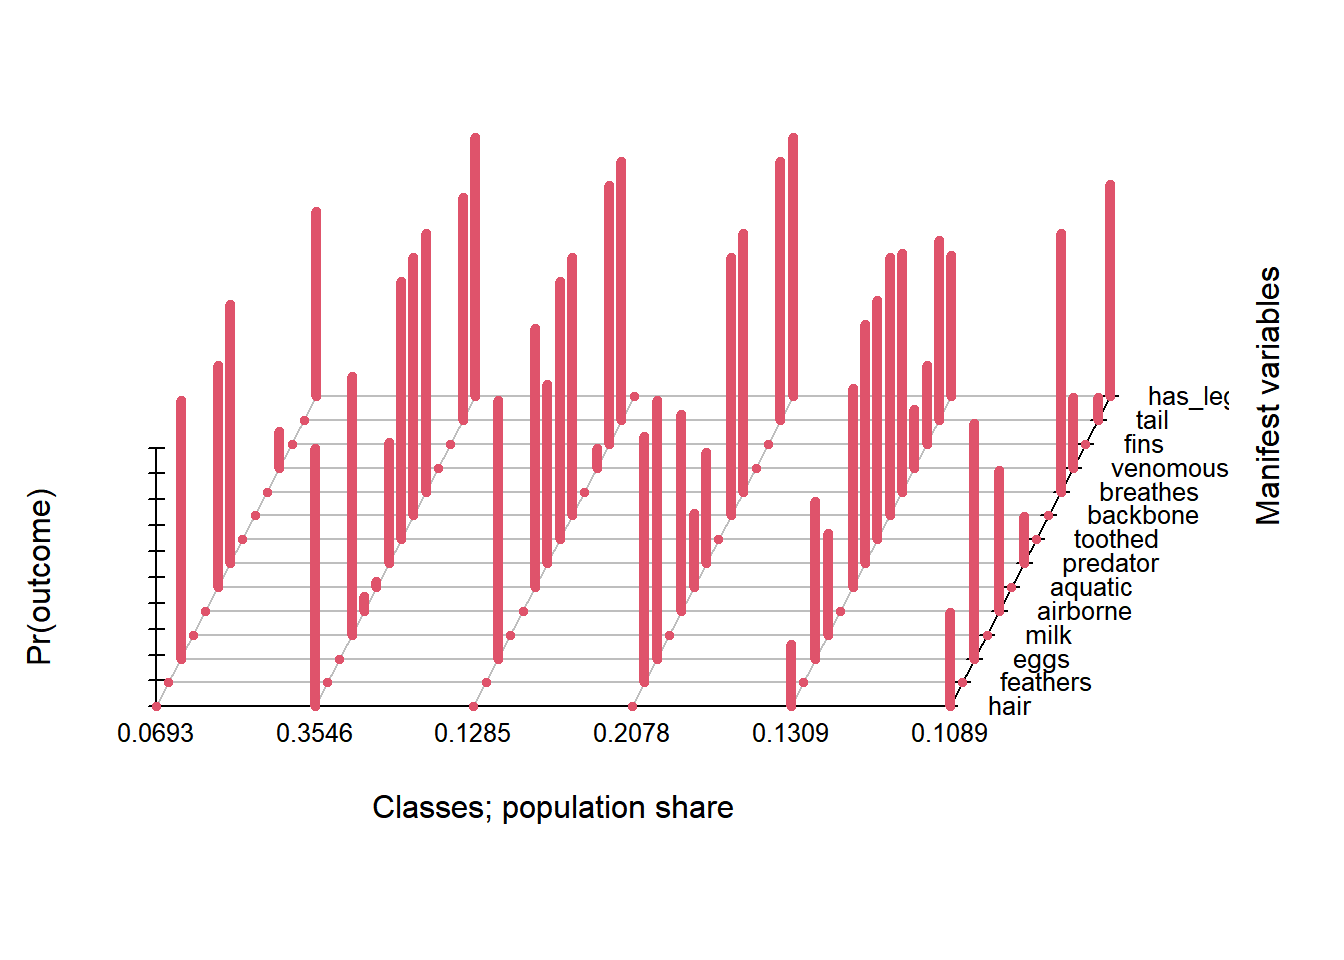 Manifest variables
has_leg
tail
fins
venomous
breathes
backbone
toothed
predator
aquatic
airborne
milk
eggs
feathers
hair
Pr(outcome)
0.0693 0.3546 0.1285 0.2078 0.1309 0.1089
Classes; population share